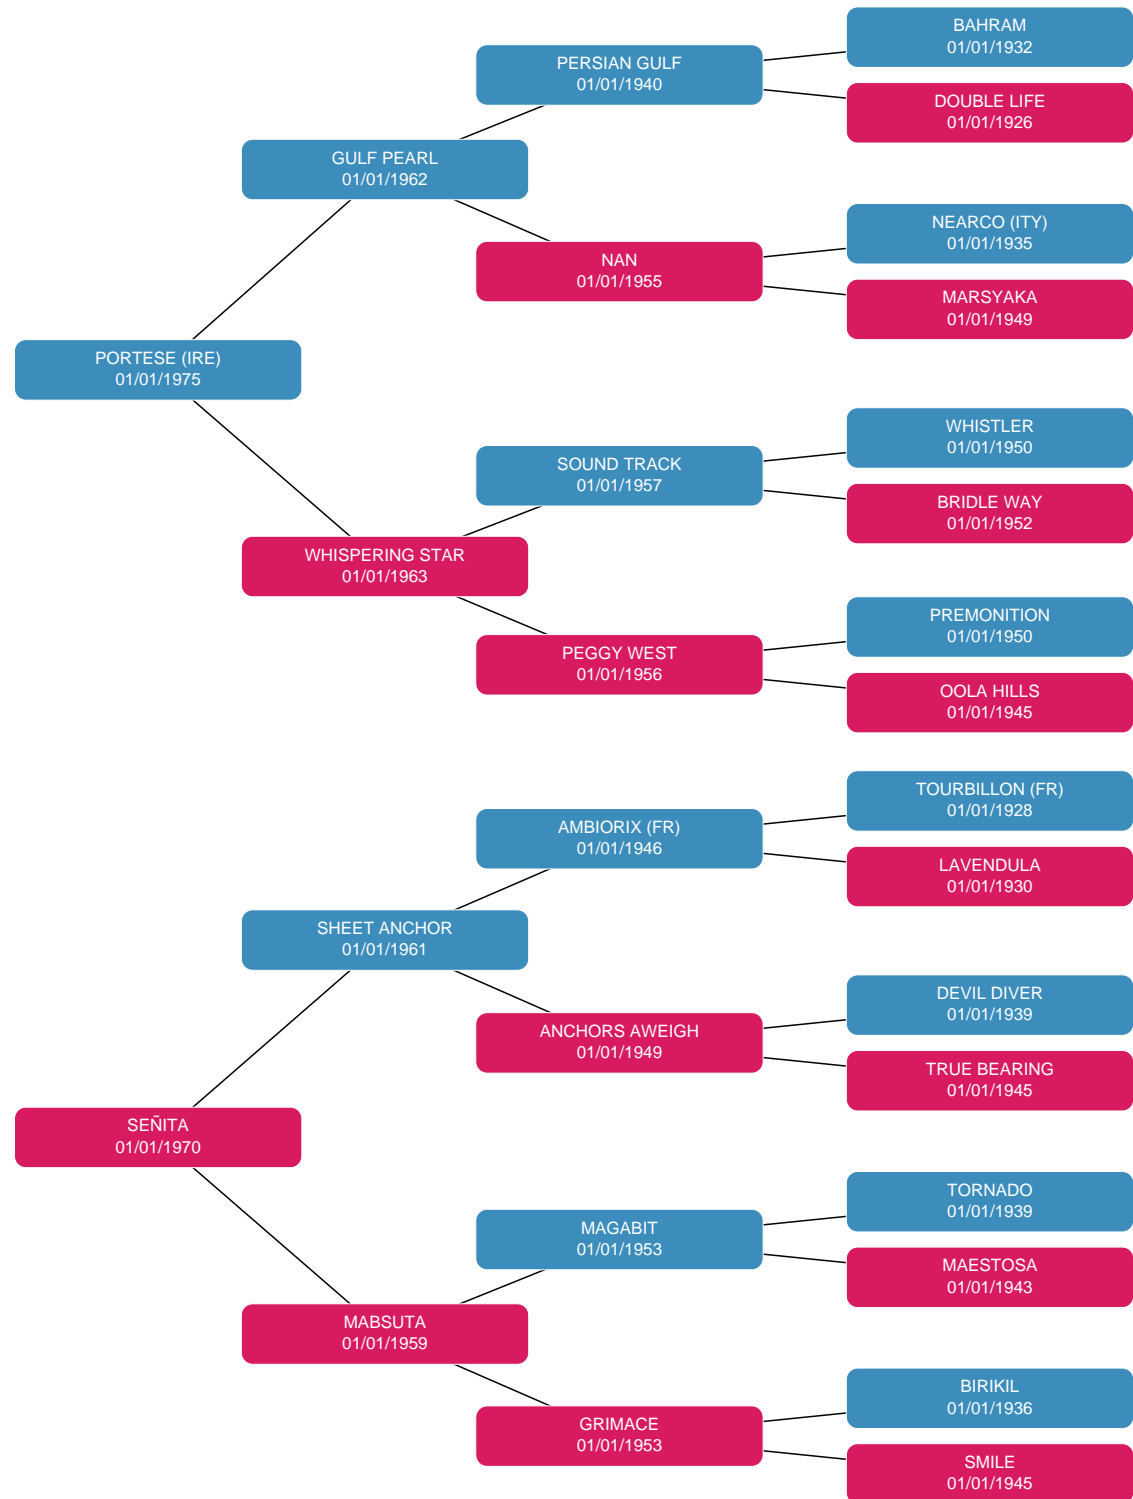 BAHRAM
01/01/1932
PERSIAN GULF
01/01/1940
DOUBLE LIFE
01/01/1926
GULF PEARL
01/01/1962
NEARCO (ITY)
01/01/1935
NAN
01/01/1955
MARSYAKA
01/01/1949
PORTESE (IRE)
01/01/1975
WHISTLER
01/01/1950
SOUND TRACK
01/01/1957
BRIDLE WAY
01/01/1952
WHISPERING STAR
01/01/1963
PREMONITION
01/01/1950
PEGGY WEST
01/01/1956
OOLA HILLS
01/01/1945
TOURBILLON (FR)
01/01/1928
AMBIORIX (FR)
01/01/1946
LAVENDULA
01/01/1930
SHEET ANCHOR
01/01/1961
DEVIL DIVER
01/01/1939
ANCHORS AWEIGH
01/01/1949
TRUE BEARING
01/01/1945
SEÑITA
01/01/1970
TORNADO
01/01/1939
MAGABIT
01/01/1953
MAESTOSA
01/01/1943
MABSUTA
01/01/1959
BIRIKIL
01/01/1936
GRIMACE
01/01/1953
SMILE
01/01/1945